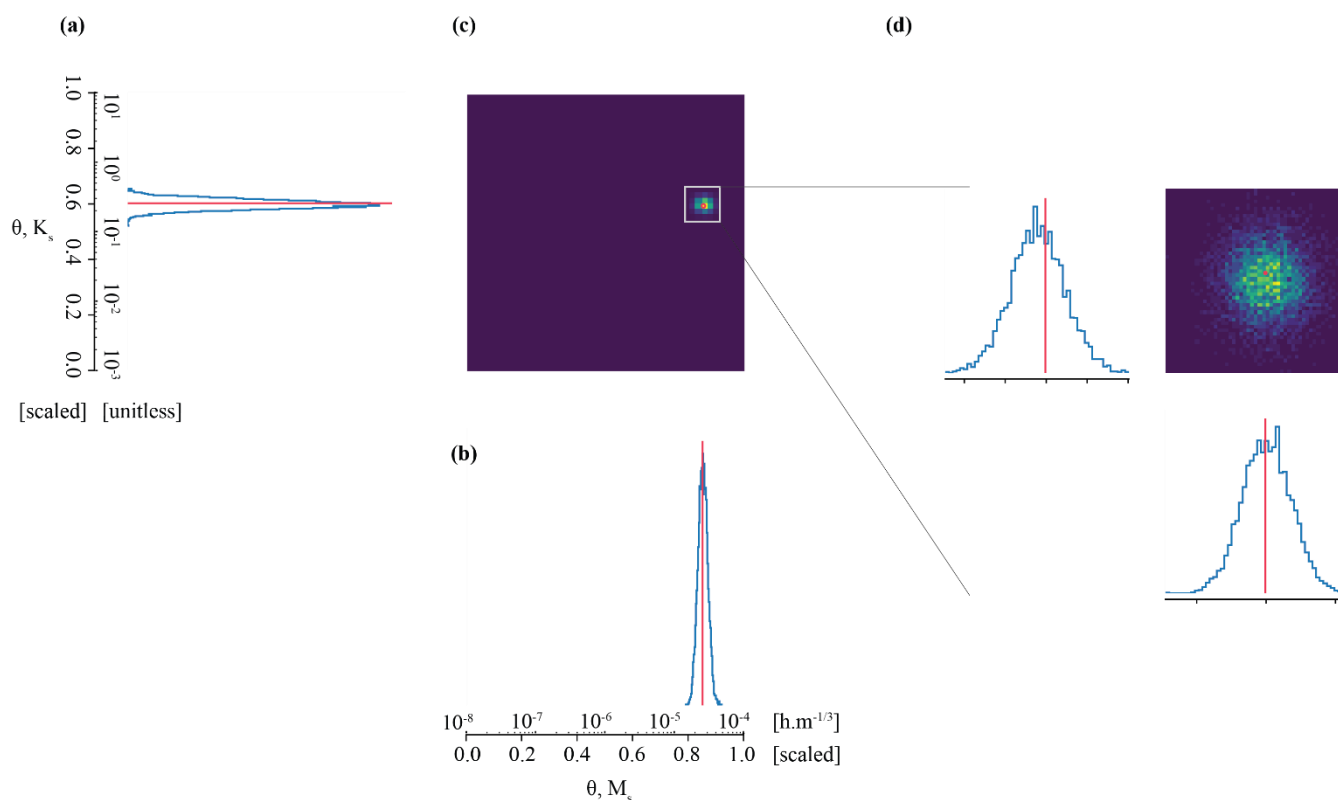 (a)
(c)
(d)
1.0
0.8
0.6
0.4
0.2
0.0
10¹
10⁰
10⁻¹
10⁻²
10⁻³
θ, Kₛ
[scaled] [unitless]
(b)
10⁻⁸ 10⁻⁷ 10⁻⁶ 10⁻⁵ 10⁻⁴ [h.m⁻¹ᐟ³]
0.0 0.2 0.4 0.6 0.8 1.0 [scaled]
θ, Mₛ